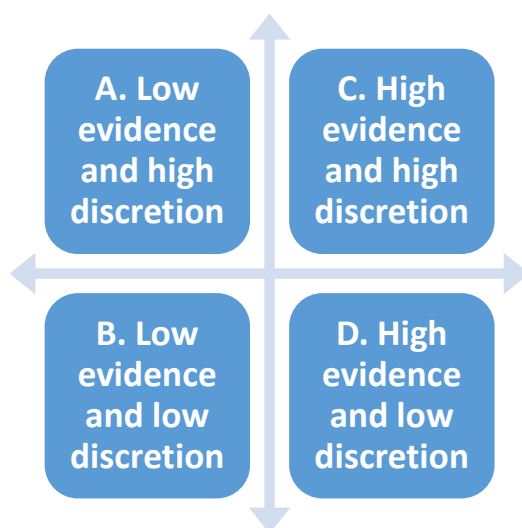 A. Low
evidence
and high
discretion
C. High
evidence
and high
discretion
B. Low
evidence
and low
discretion
D. High
evidence
and low
discretion